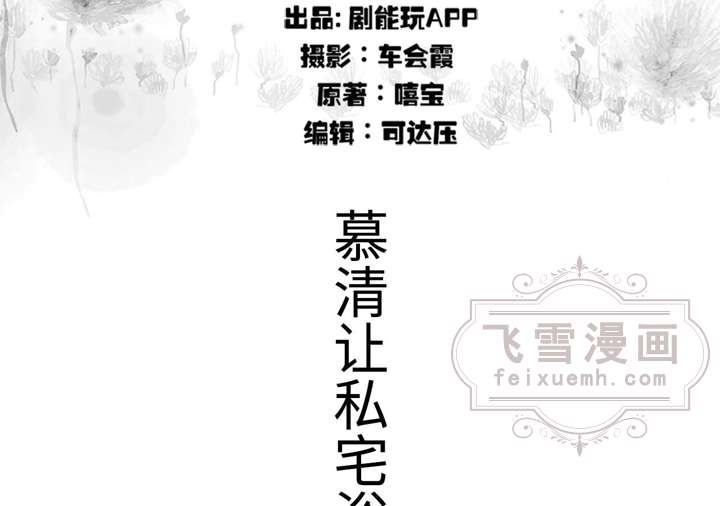 出品: 剧能玩APP
摄影：车会霞
原著：嘻宝
编辑：可达压
慕清让私宅
飞雪漫画
feixuemh.com